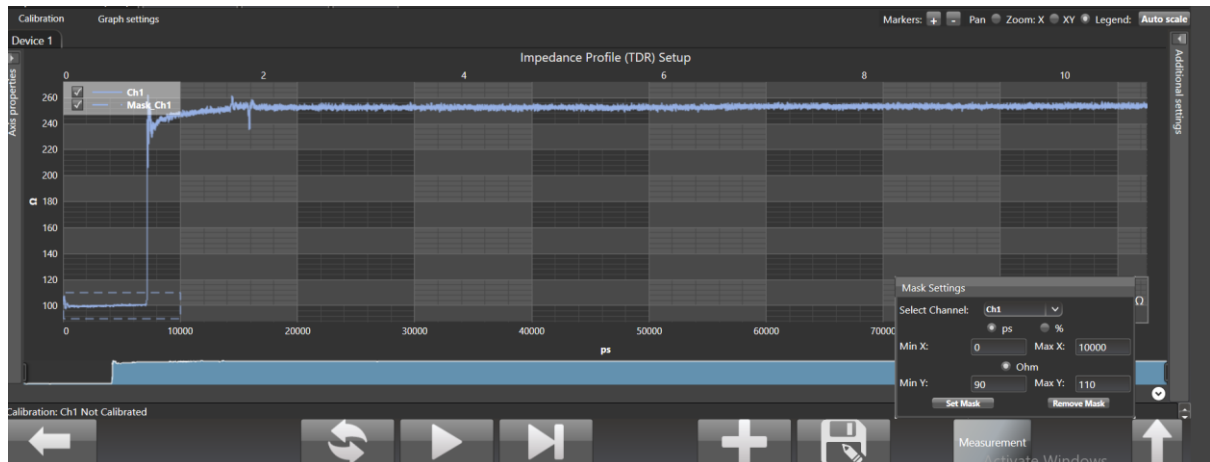 Calibration Graph settings Markers: + - Pan Zoom: X XY Legend: Auto scale
Device 1
Impedance Profile (TDR) Setup
Axis properties
Additional settings
0 2 4 6 8 10
Ch1
Mask Ch1
260
240
220
200
Ω 180
160
140
120
100
Ω
0 10000 20000 30000 40000 50000 60000 7000
ps
Mask Settings
Select Channel: Ch1
ps %
Min X: 0 Max X: 10000
Ohm
Min Y: 90 Max Y: 110
Set Mask Remove Mask
Calibration: Ch1 Not Calibrated
Measurement
Activate Windows